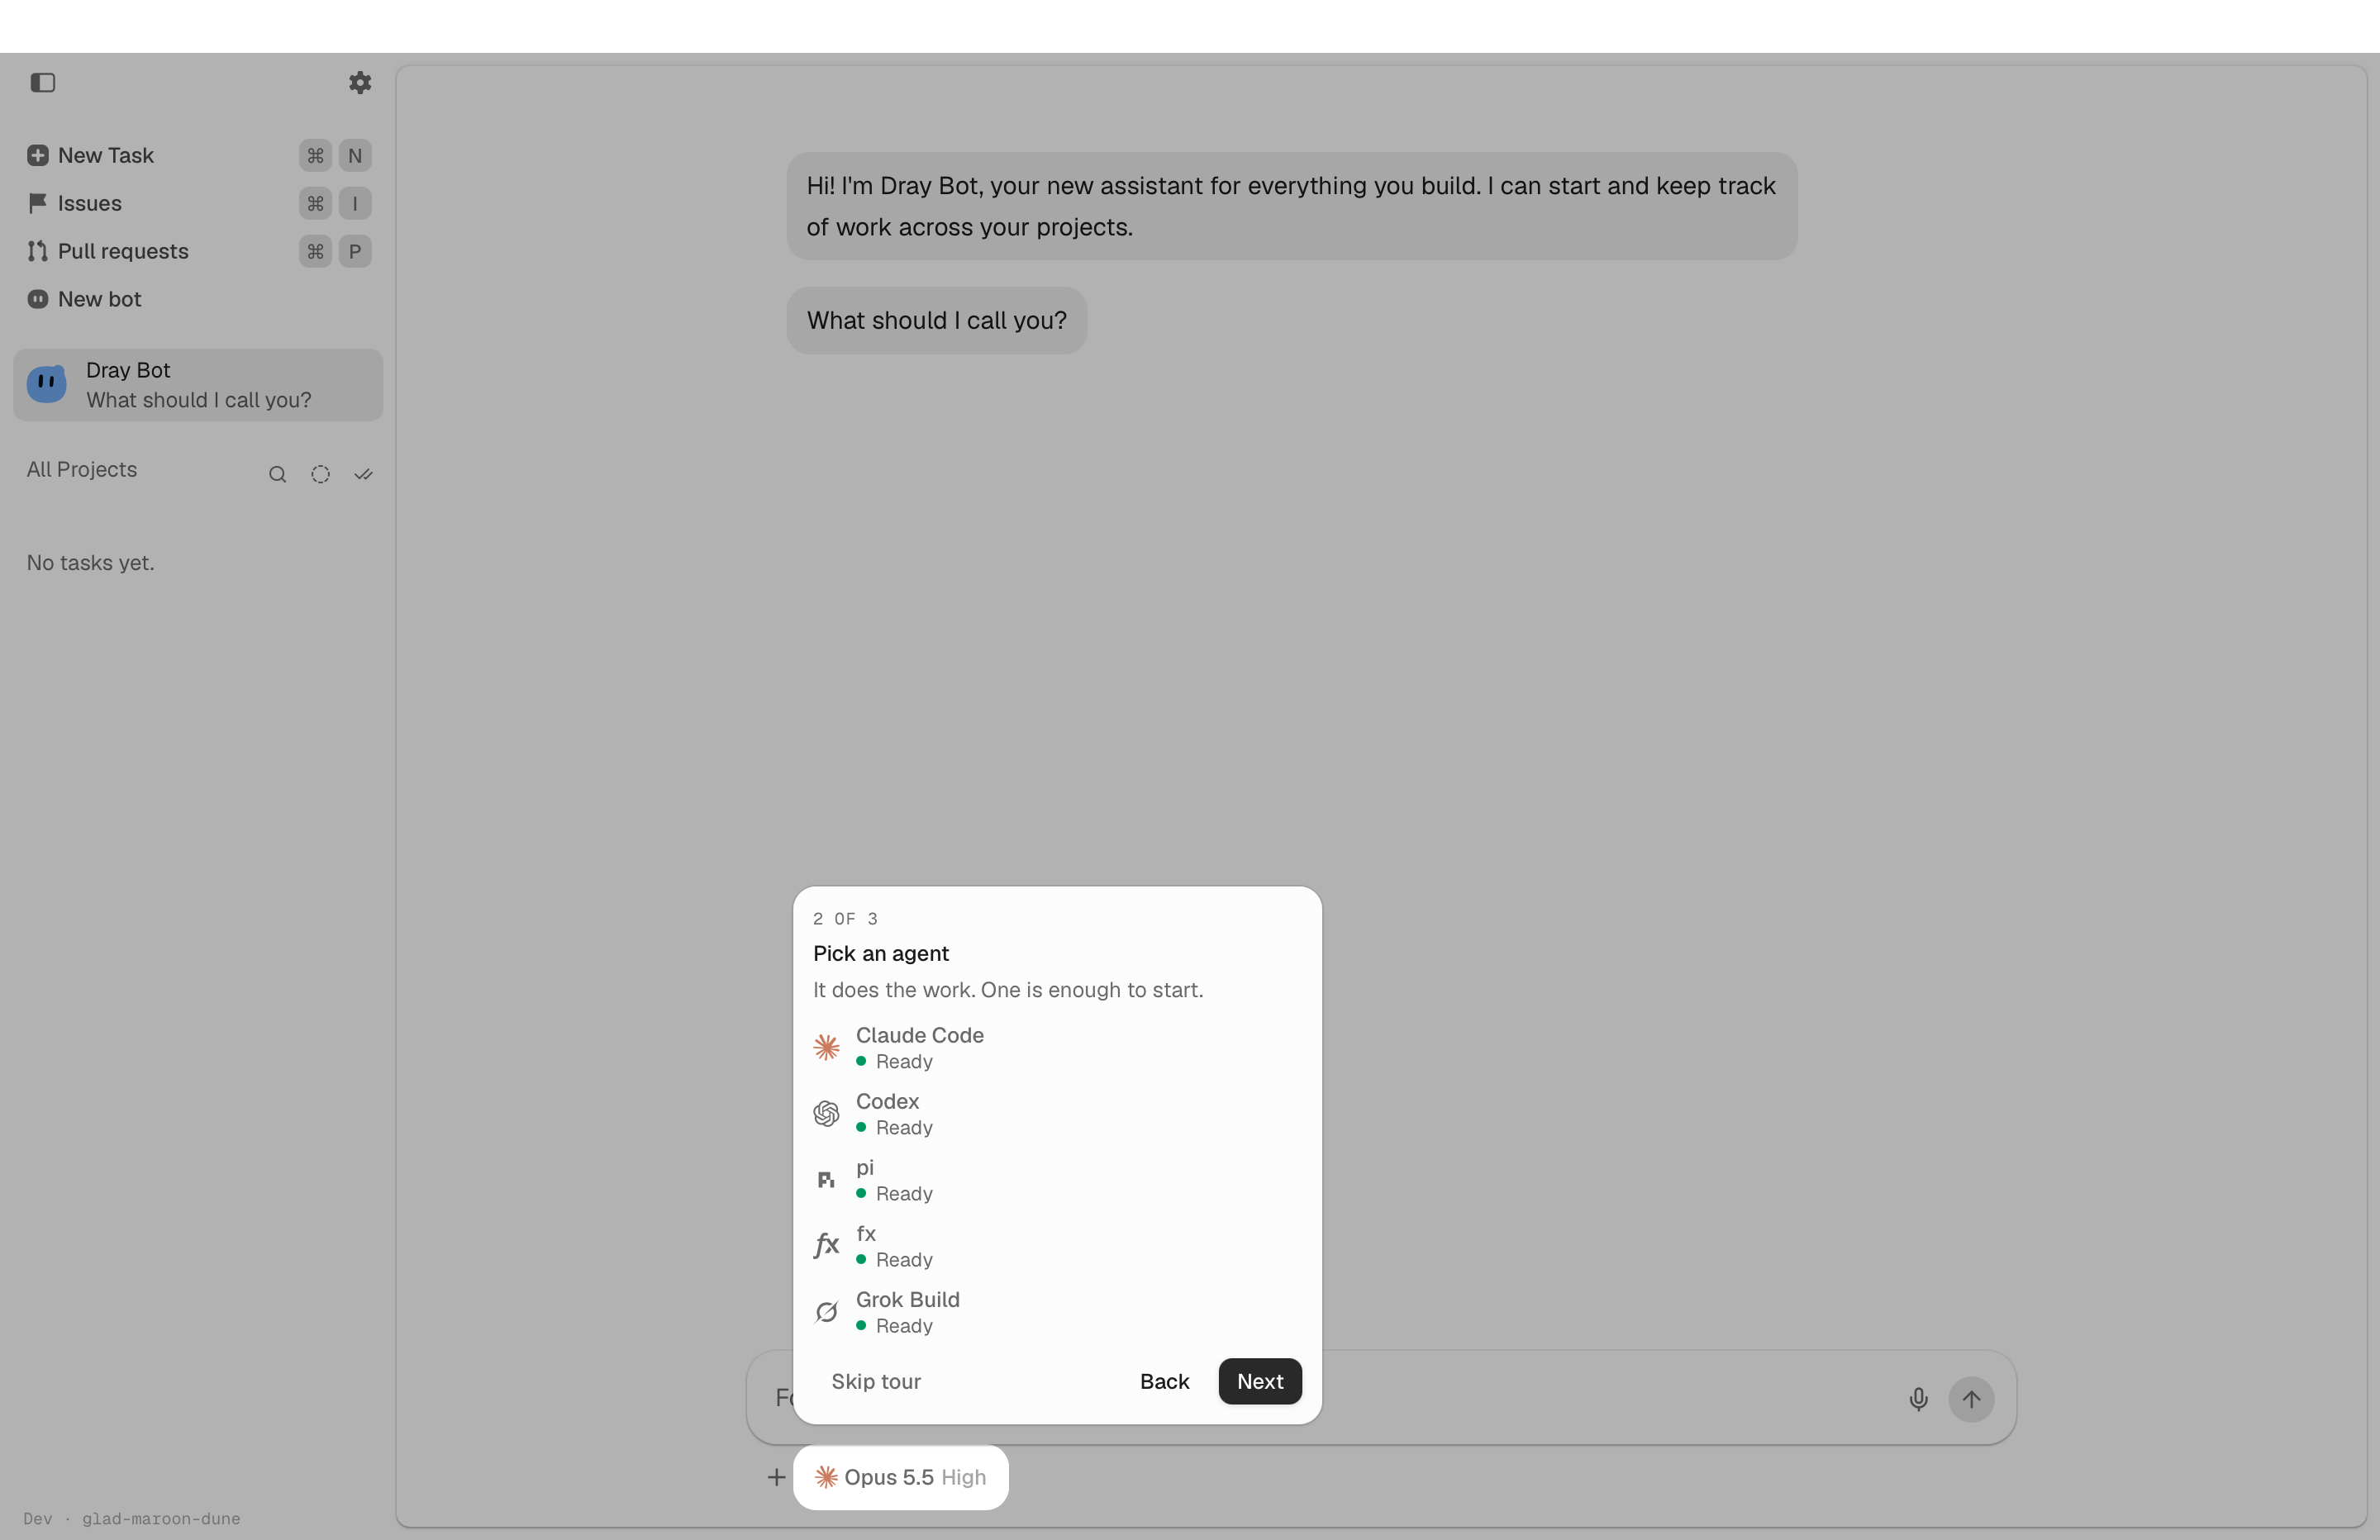 New Task ⌘ N
Issues ⌘ I
Pull requests ⌘ P
New bot
Dray Bot
What should I call you?
All Projects
No tasks yet.
Dev · glad-maroon-dune
Hi! I'm Dray Bot, your new assistant for everything you build. I can start and keep track
of work across your projects.
What should I call you?
2 OF 3
Pick an agent
It does the work. One is enough to start.
Claude Code
Ready
Codex
Ready
pi
Ready
fx
fx
Ready
Grok Build
Ready
Skip tour Back Next
Opus 5.5 High